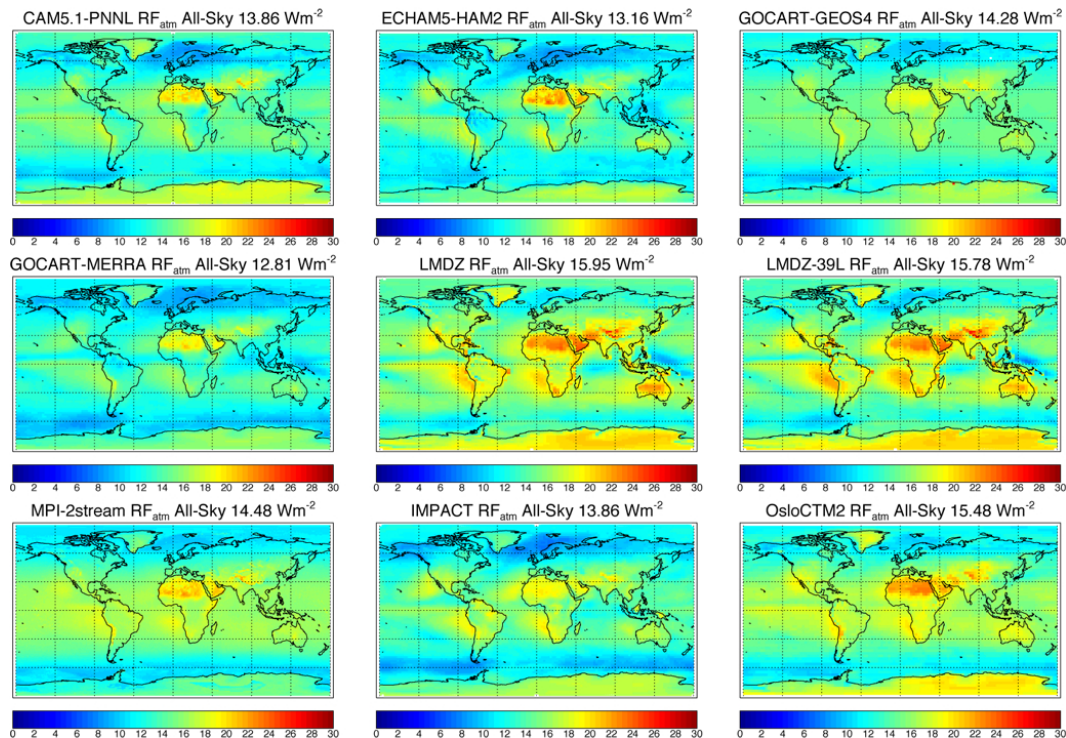 CAM5.1-PNNL RFatm All-Sky 13.86 Wm-2
ECHAM5-HAM2 RFatm All-Sky 13.16 Wm-2
GOCART-GEOS4 RFatm All-Sky 14.28 Wm-2
0 2 4 6 8 10 12 14 16 18 20 22 24 26 28 30
0 2 4 6 8 10 12 14 16 18 20 22 24 26 28 30
0 2 4 6 8 10 12 14 16 18 20 22 24 26 28 30
GOCART-MERRA RFatm All-Sky 12.81 Wm-2
LMDZ RFatm All-Sky 15.95 Wm-2
LMDZ-39L RFatm All-Sky 15.78 Wm-2
0 2 4 6 8 10 12 14 16 18 20 22 24 26 28 30
0 2 4 6 8 10 12 14 16 18 20 22 24 26 28 30
0 2 4 6 8 10 12 14 16 18 20 22 24 26 28 30
MPI-2stream RFatm All-Sky 14.48 Wm-2
IMPACT RFatm All-Sky 13.86 Wm-2
OsloCTM2 RFatm All-Sky 15.48 Wm-2
0 2 4 6 8 10 12 14 16 18 20 22 24 26 28 30
0 2 4 6 8 10 12 14 16 18 20 22 24 26 28 30
0 2 4 6 8 10 12 14 16 18 20 22 24 26 28 30